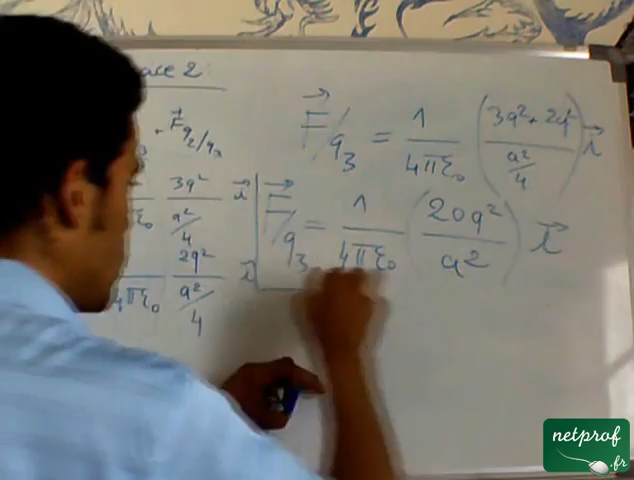 ace 2
+ F⃗q₂/q₃
3q² / a²/4 i⃗
2q² / a²/4 i⃗
4πε₀
F⃗/q₃ = 1/4πε₀ (3q² + 2q² / a²/4) i⃗
F⃗/q₃ = 1/4πε₀ (20q² / a²) i⃗
netprof
.fr